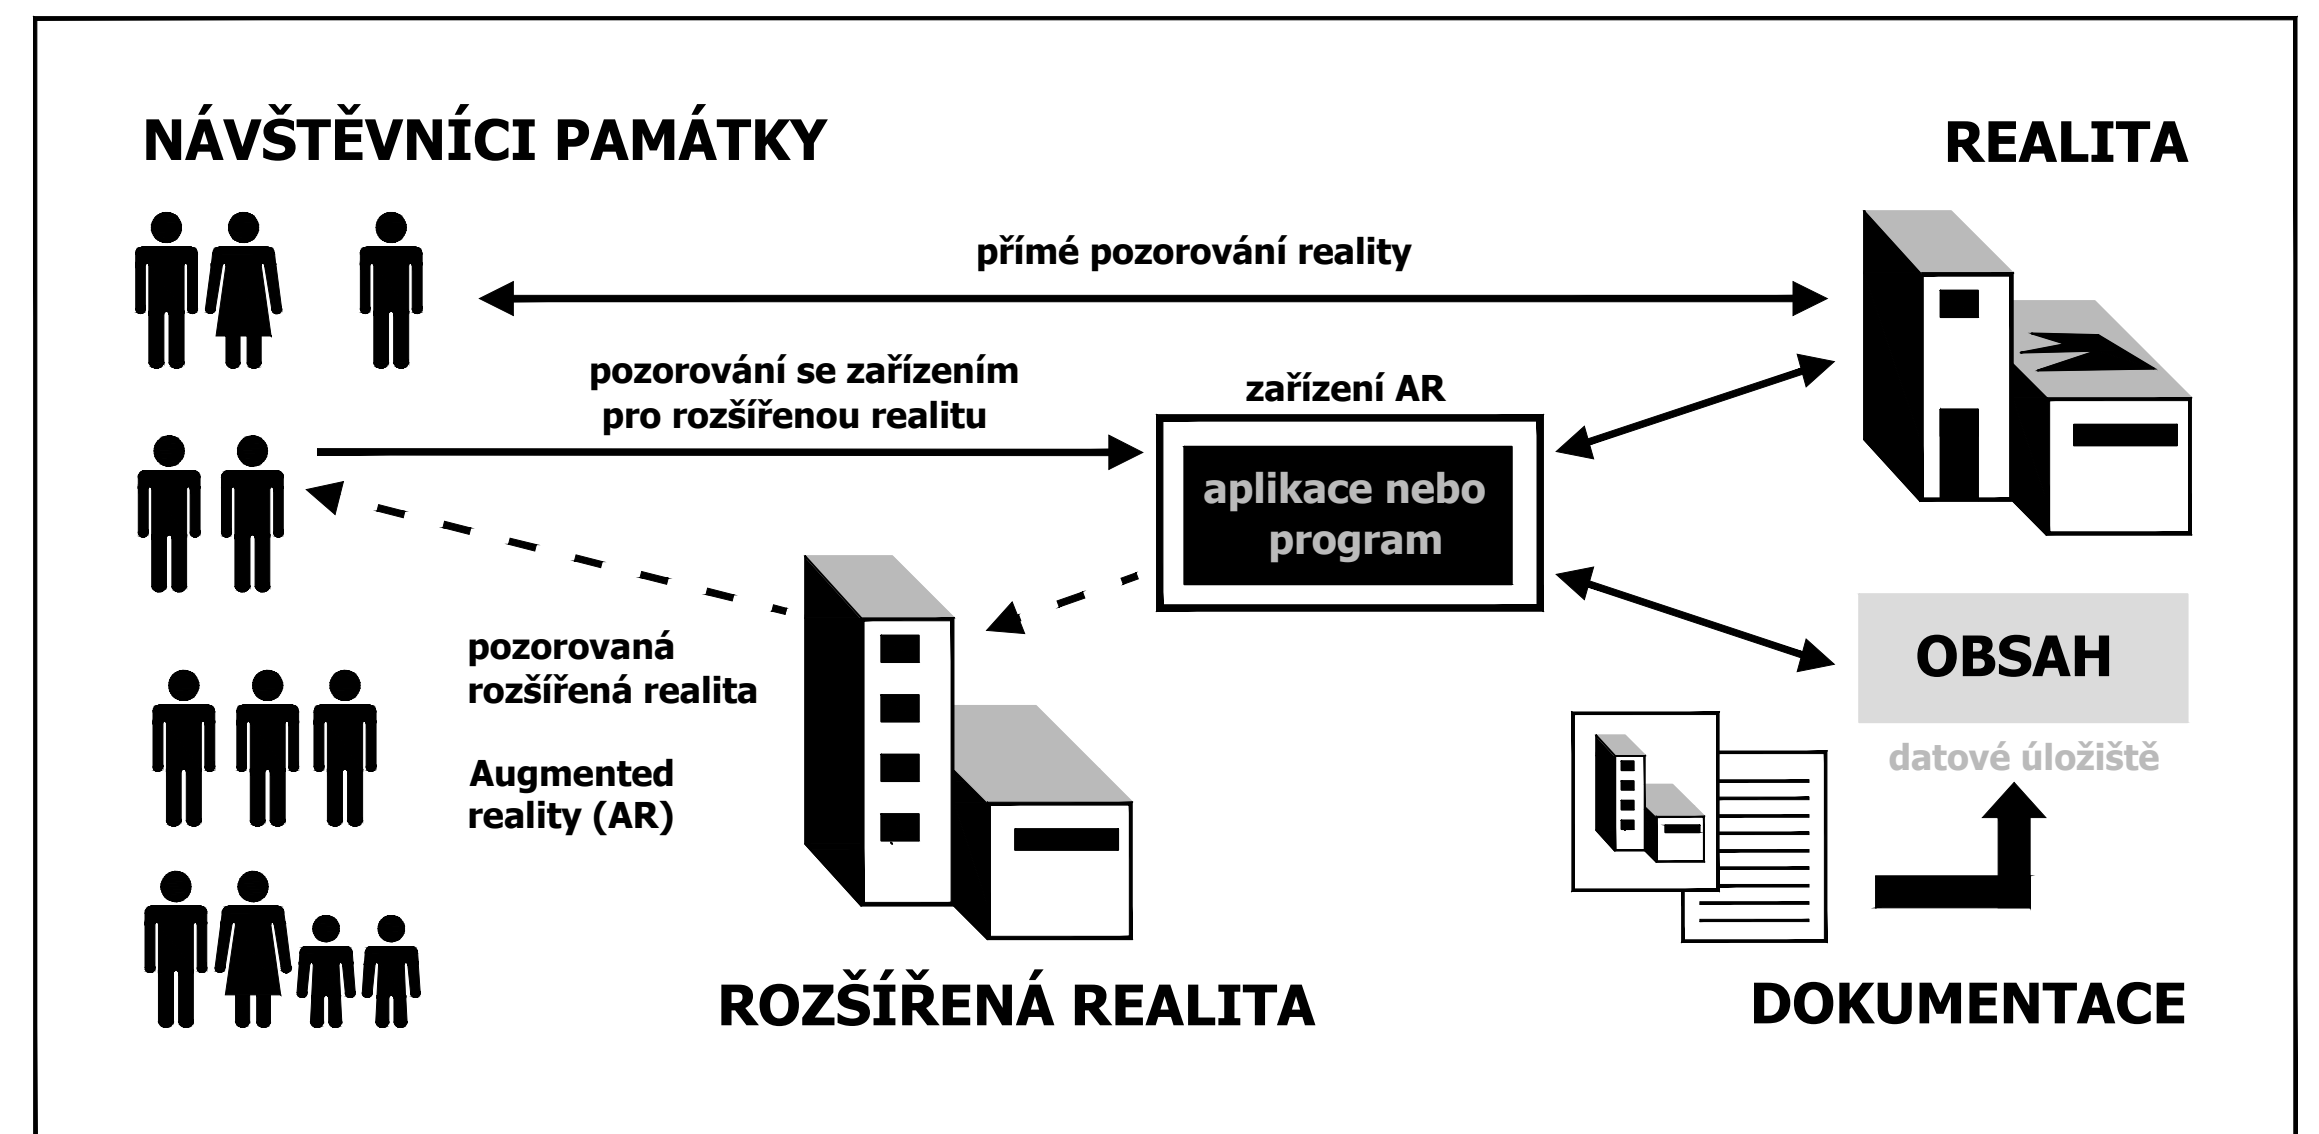 NÁVŠTĚVNÍCI PAMÁTKY
REALITA
přímé pozorování reality
pozorování se zařízením
pro rozšířenou realitu
zařízení AR
aplikace nebo
program
pozorovaná
rozšířená realita
Augmented
reality (AR)
OBSAH
datové úložiště
ROZŠÍŘENÁ REALITA
DOKUMENTACE